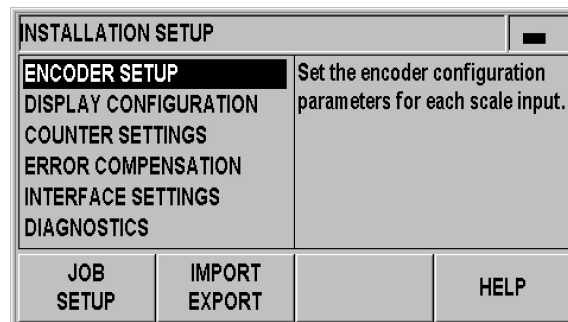 INSTALLATION SETUP
ENCODER SETUP
DISPLAY CONFIGURATION
COUNTER SETTINGS
ERROR COMPENSATION
INTERFACE SETTINGS
DIAGNOSTICS
Set the encoder configuration
parameters for each scale input.
JOB
SETUP
IMPORT
EXPORT
HELP